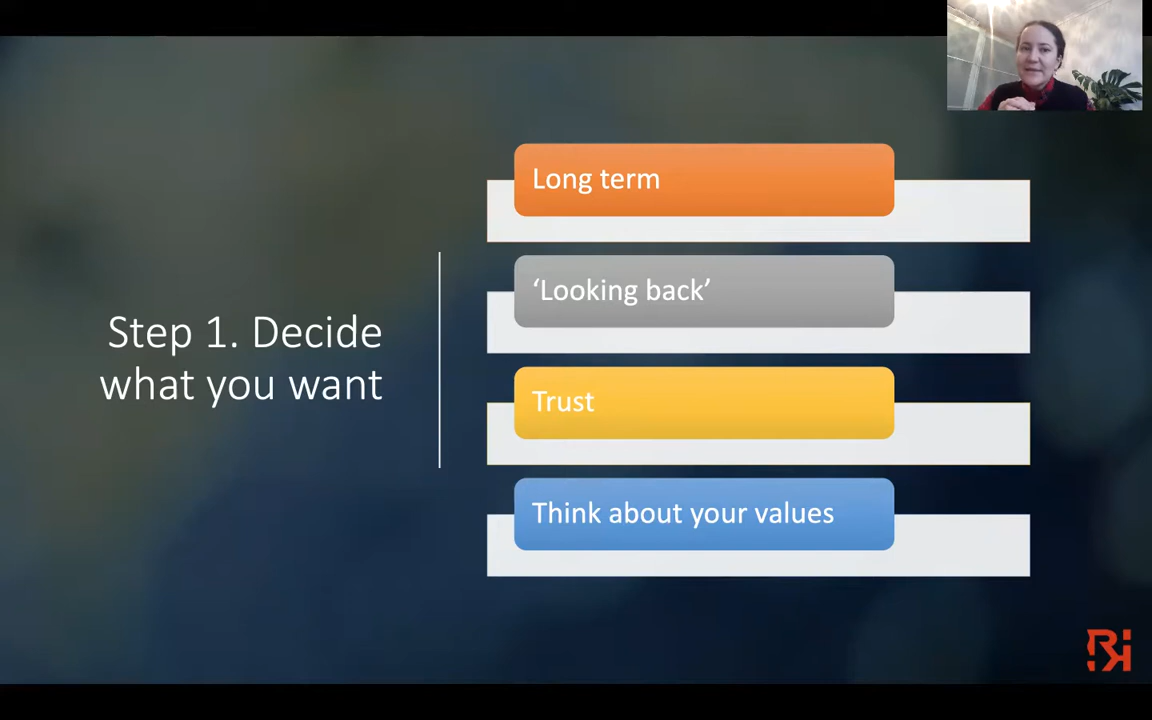 Step 1. Decide
what you want
Long term
‘Looking back’
Trust
Think about your values